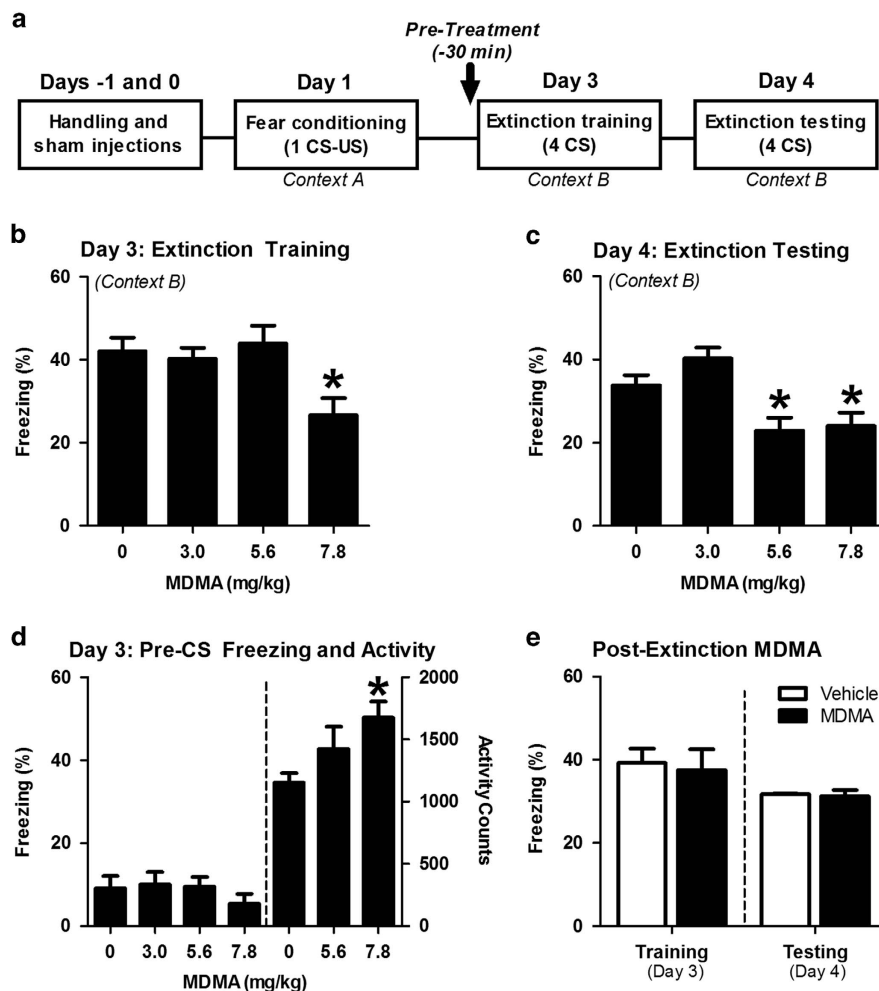 a
Pre-Treatment
(-30 min)
Days -1 and 0
Day 1
Day 3
Day 4
Handling and
sham injections
Fear conditioning
(1 CS-US)
Extinction training
(4 CS)
Extinction testing
(4 CS)
Context A
Context B
Context B
b
Day 3: Extinction Training
(Context B)
60
40
20
0
Freezing (%)
*
0 3.0 5.6 7.8
MDMA (mg/kg)
c
Day 4: Extinction Testing
(Context B)
60
40
20
0
Freezing (%)
* *
0 3.0 5.6 7.8
MDMA (mg/kg)
d
Day 3: Pre-CS Freezing and Activity
60
40
20
0
Freezing (%)
*
2000
1500
1000
500
0
Activity Counts
0 3.0 5.6 7.8 0 5.6 7.8
MDMA (mg/kg)
e
Post-Extinction MDMA
60
40
20
0
Freezing (%)
Vehicle
MDMA
Training
(Day 3)
Testing
(Day 4)